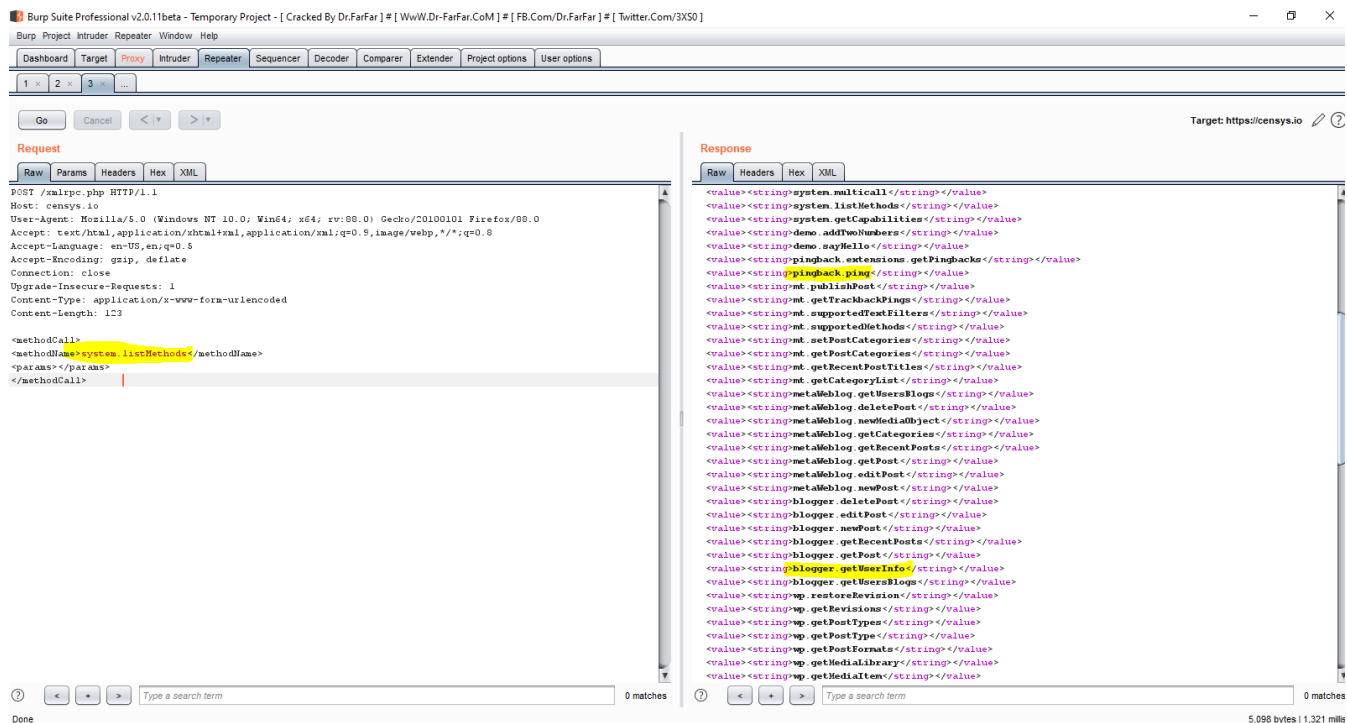 Burp Suite Professional v2.0.11beta - Temporary Project - [ Cracked By Dr.FarFar ] # [ WwW.Dr-FarFar.CoM ] # [ FB.Com/Dr.FarFar ] # [ Twitter.Com/3XS0 ]
Burp Project Intruder Repeater Window Help
Dashboard Target Proxy Intruder Repeater Sequencer Decoder Comparer Extender Project options User options
1 × 2 × 3 × ...
Go Cancel < > Target: https://censys.io
Request
Raw Params Headers Hex XML
POST /xmlrpc.php HTTP/1.1
Host: censys.io
User-Agent: Mozilla/5.0 (Windows NT 10.0; Win64; x64; rv:88.0) Gecko/20100101 Firefox/88.0
Accept: text/html,application/xhtml+xml,application/xml;q=0.9,image/webp,*/*;q=0.8
Accept-Language: en-US,en;q=0.5
Accept-Encoding: gzip, deflate
Connection: close
Upgrade-Insecure-Requests: 1
Content-Type: application/x-www-form-urlencoded
Content-Length: 123
<methodCall>
<methodName>system.listMethods</methodName>
<params></params>
</methodCall>
? < + > Type a search term 0 matches
Response
Raw Headers Hex XML
<value><string>system.multicall</string></value>
<value><string>system.listMethods</string></value>
<value><string>system.getCapabilities</string></value>
<value><string>demo.addTwoNumbers</string></value>
<value><string>demo.sayHello</string></value>
<value><string>pingback.extensions.getPingbacks</string></value>
<value><string>pingback.ping</string></value>
<value><string>mt.publishPost</string></value>
<value><string>mt.getTrackbackPings</string></value>
<value><string>mt.supportedTextFilters</string></value>
<value><string>mt.supportedMethods</string></value>
<value><string>mt.setPostCategories</string></value>
<value><string>mt.getPostCategories</string></value>
<value><string>mt.getRecentPostTitles</string></value>
<value><string>mt.getCategoryList</string></value>
<value><string>metaWeblog.getUsersBlogs</string></value>
<value><string>metaWeblog.deletePost</string></value>
<value><string>metaWeblog.newMediaObject</string></value>
<value><string>metaWeblog.getCategories</string></value>
<value><string>metaWeblog.getRecentPosts</string></value>
<value><string>metaWeblog.getPost</string></value>
<value><string>metaWeblog.editPost</string></value>
<value><string>metaWeblog.newPost</string></value>
<value><string>blogger.deletePost</string></value>
<value><string>blogger.editPost</string></value>
<value><string>blogger.newPost</string></value>
<value><string>blogger.getRecentPosts</string></value>
<value><string>blogger.getPost</string></value>
<value><string>blogger.getUserInfo</string></value>
<value><string>blogger.getUsersBlogs</string></value>
<value><string>wp.restoreRevision</string></value>
<value><string>wp.getRevisions</string></value>
<value><string>wp.getPostTypes</string></value>
<value><string>wp.getPostType</string></value>
<value><string>wp.getPostFormats</string></value>
<value><string>wp.getMediaLibrary</string></value>
<value><string>wp.getMediaItem</string></value>
? < + > Type a search term 0 matches
Done 5,098 bytes | 1,321 millis